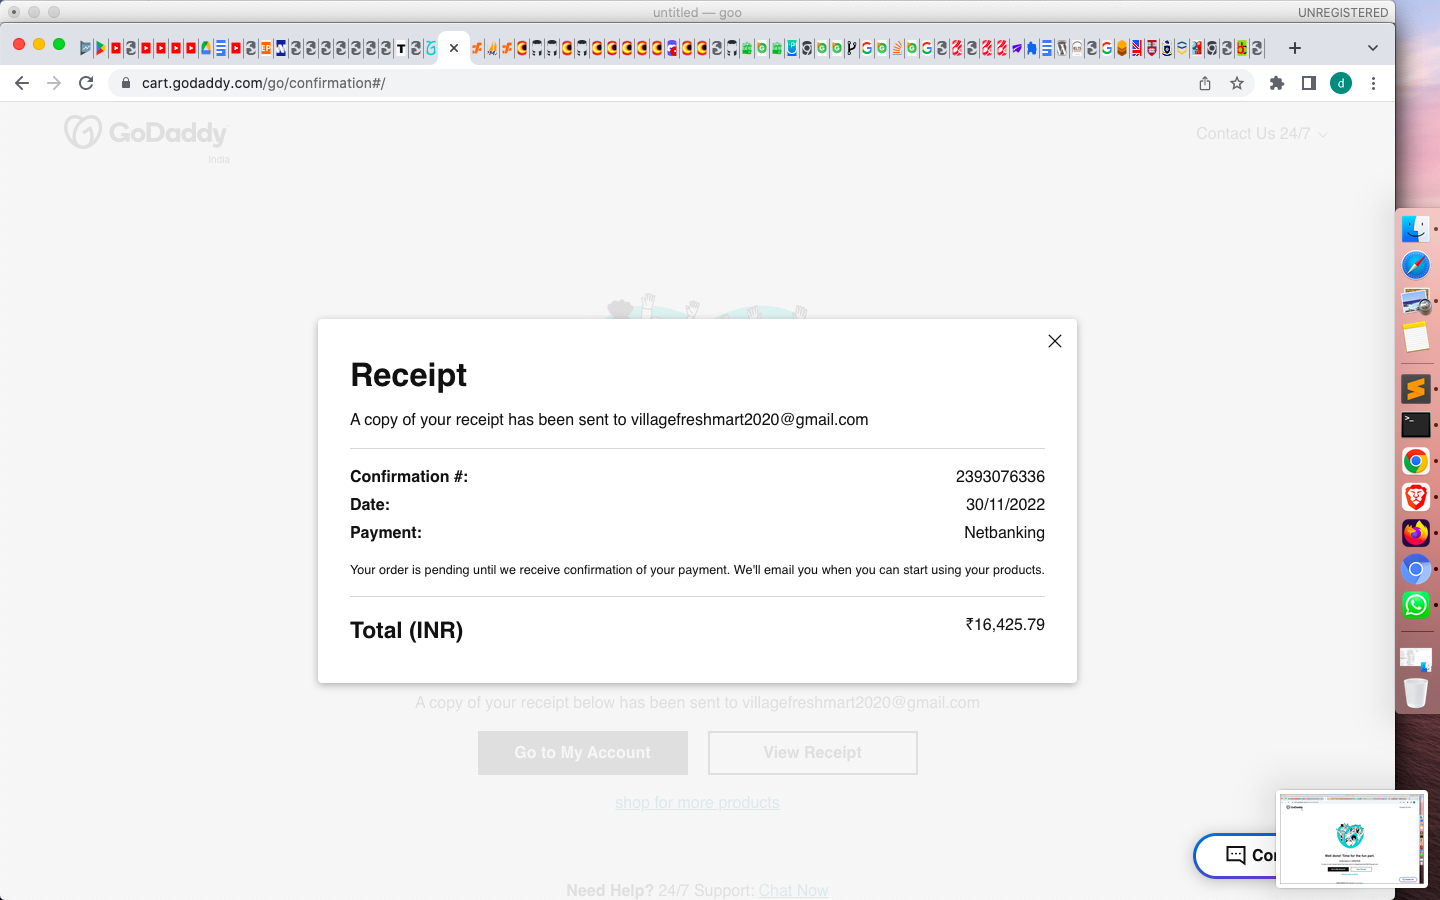 untitled — goo
UNREGISTERED
cart.godaddy.com/go/confirmation#/
d
GoDaddy
India
Contact Us 24/7
Receipt
A copy of your receipt has been sent to villagefreshmart2020@gmail.com
Confirmation #: 2393076336
Date: 30/11/2022
Payment: Netbanking
Your order is pending until we receive confirmation of your payment. We'll email you when you can start using your products.
Total (INR) ₹16,425.79
A copy of your receipt below has been sent to villagefreshmart2020@gmail.com
Go to My Account
View Receipt
shop for more products
Need Help? 24/7 Support: Chat Now